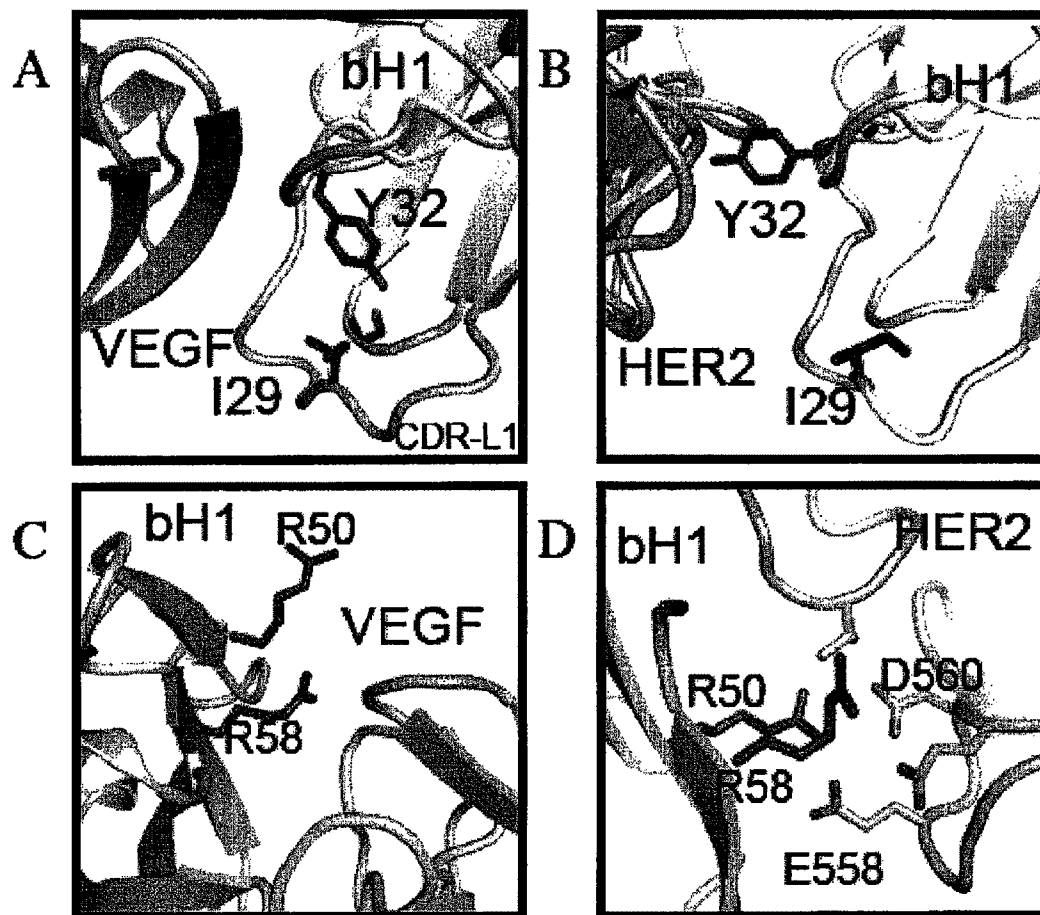 A
bH1
Y32
VEGF
I29
CDR-L1
B
bH1
Y32
HER2
I29
C
bH1
R50
VEGF
R58
D
bH1
HER2
R50
D560
R58
E558